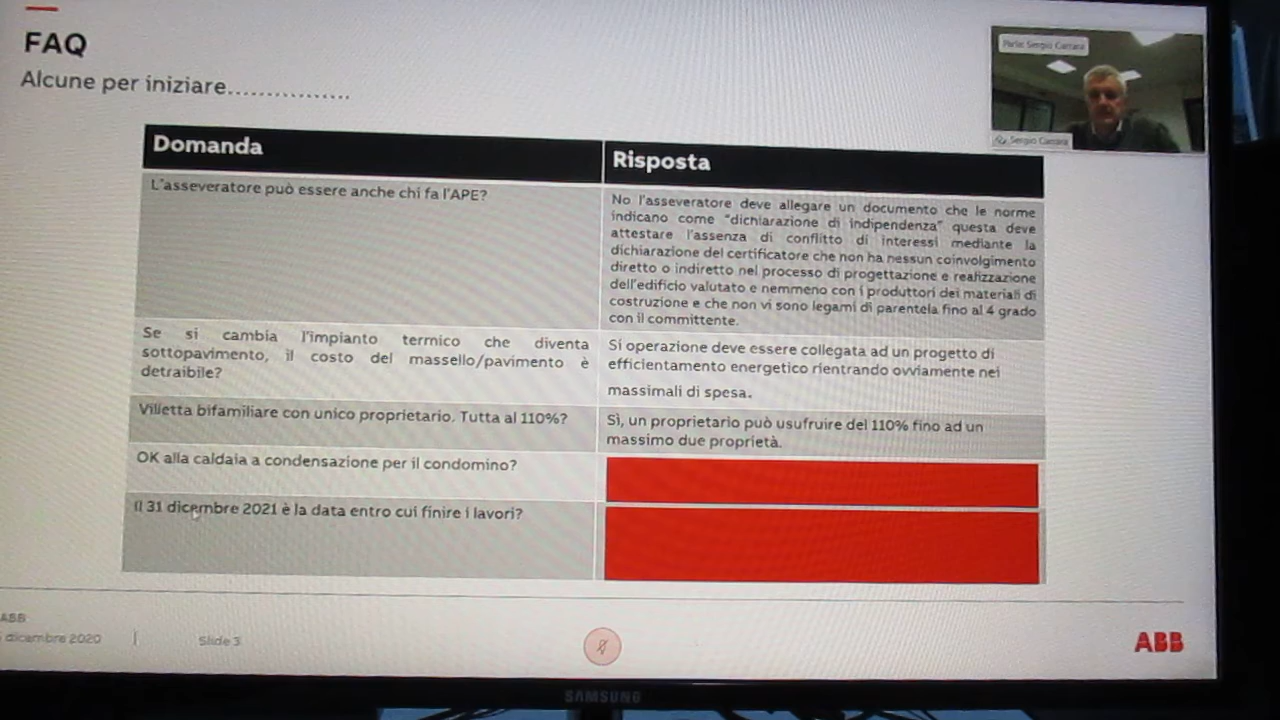 FAQ
Alcune per iniziare................
Parla: Sergio Carrara
Sergio Carrara
Domanda
Risposta
L'asseveratore può essere anche chi fa l'APE?
No l'asseveratore deve allegare un documento che le norme
indicano come "dichiarazione di indipendenza" questa deve
attestare l'assenza di conflitto di interessi mediante la
dichiarazione del certificatore che non ha nessun coinvolgimento
diretto o indiretto nel processo di progettazione e realizzazione
dell'edificio valutato e nemmeno con i produttori dei materiali di
costruzione e che non vi sono legami di parentela fino al 4 grado
con il committente.
Se si cambia l'impianto termico che diventa
sottopavimento, il costo del massello/pavimento è
detraibile?
Si operazione deve essere collegata ad un progetto di
efficientamento energetico rientrando ovviamente nei
massimali di spesa.
Villetta bifamiliare con unico proprietario. Tutta al 110%?
Sì, un proprietario può usufruire del 110% fino ad un
massimo due proprietà.
OK alla caldaia a condensazione per il condomino?
Il 31 dicembre 2021 è la data entro cui finire i lavori?
ABB
dicembre 2020
Slide 3
ABB
SAMSUNG